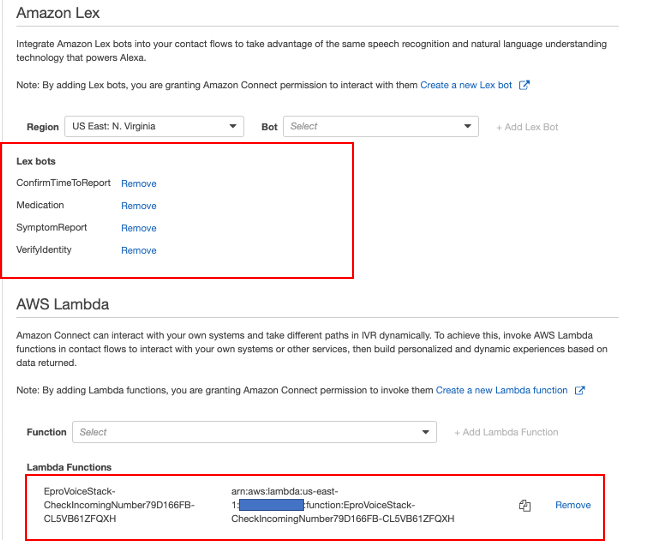 Amazon Lex
Integrate Amazon Lex bots into your contact flows to take advantage of the same speech recognition and natural language understanding
technology that powers Alexa.
Note: By adding Lex bots, you are granting Amazon Connect permission to interact with them Create a new Lex bot
Region US East: N. Virginia Bot Select + Add Lex Bot
Lex bots
ConfirmTimeToReport Remove
Medication Remove
SymptomReport Remove
VerifyIdentity Remove
AWS Lambda
Amazon Connect can interact with your own systems and take different paths in IVR dynamically. To achieve this, invoke AWS Lambda
functions in contact flows to interact with your own systems or other services, then build personalized and dynamic experiences based on
data returned.
Note: By adding Lambda functions, you are granting Amazon Connect permission to invoke them Create a new Lambda function
Function Select + Add Lambda Function
Lambda Functions
EproVoiceStack- arn:aws:lambda:us-east-
CheckIncomingNumber79D166FB- 1: :function:EproVoiceStack- Remove
CL5VB61ZFQXH CheckIncomingNumber79D166FB-CL5VB61ZFQXH